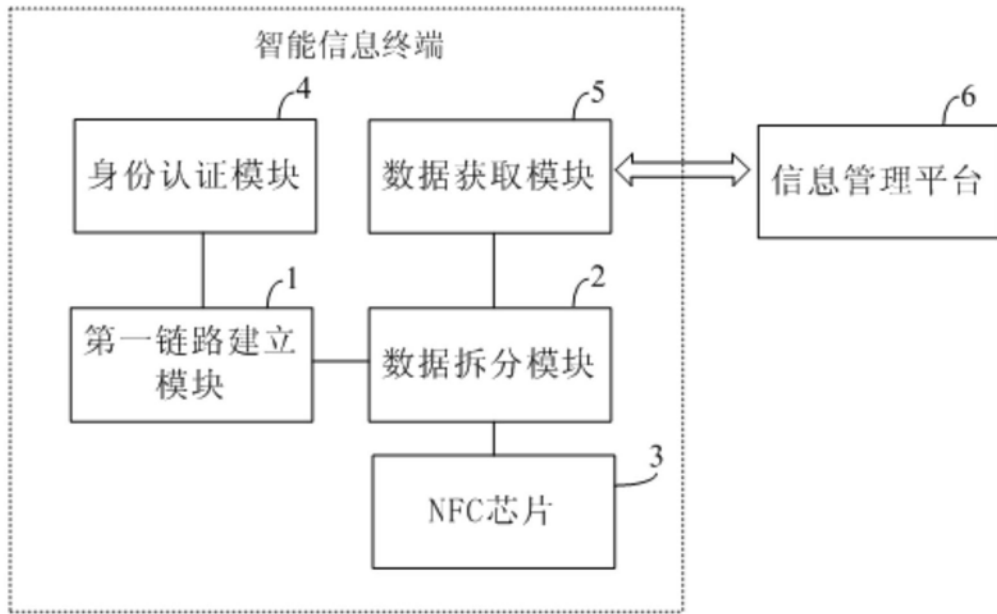 智能信息终端
4
身份认证模块
5
数据获取模块
6
信息管理平台
1
第一链路建立
模块
2
数据拆分模块
3
NFC芯片